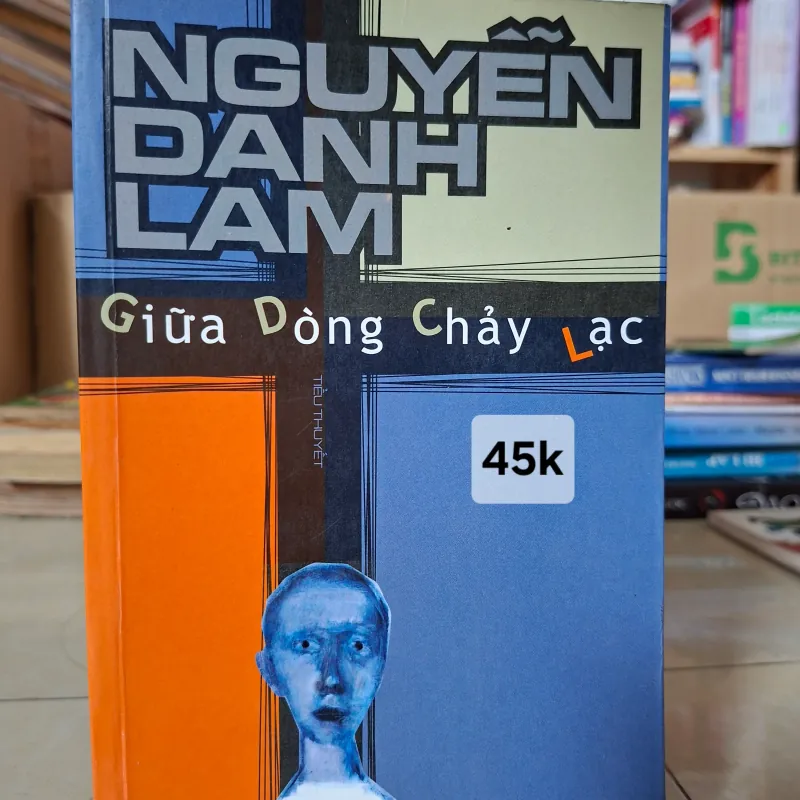 NGUYỄN
DANH
LAM
Giữa Dòng Chảy Lạc
TIỂU THUYẾT
45k